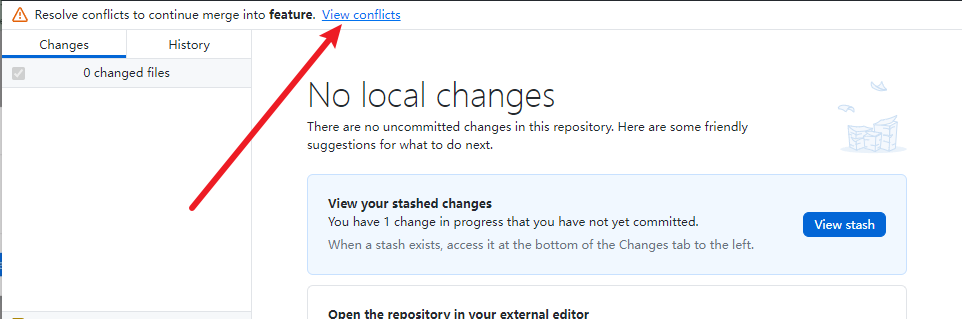 Resolve conflicts to continue merge into feature. View conflicts
Changes
History
0 changed files
No local changes
There are no uncommitted changes in this repository. Here are some friendly
suggestions for what to do next.
View your stashed changes
You have 1 change in progress that you have not yet committed.
When a stash exists, access it at the bottom of the Changes tab to the left.
View stash
Open the repository in your external editor